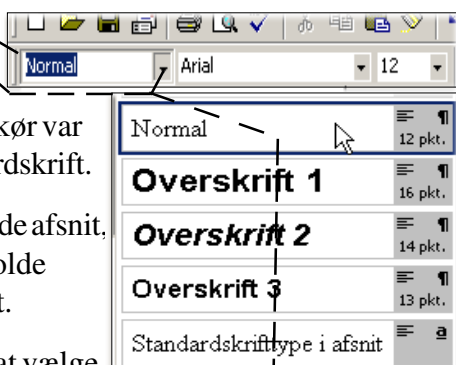 Normal Arial 12
Normal
12 pkt.
Overskrift 1
16 pkt.
Overskrift 2
14 pkt.
Overskrift 3
13 pkt.
Standardskrifttype i afsnit
a
kør var
rdskrift.
de afsnit,
olde
t.
at vælge